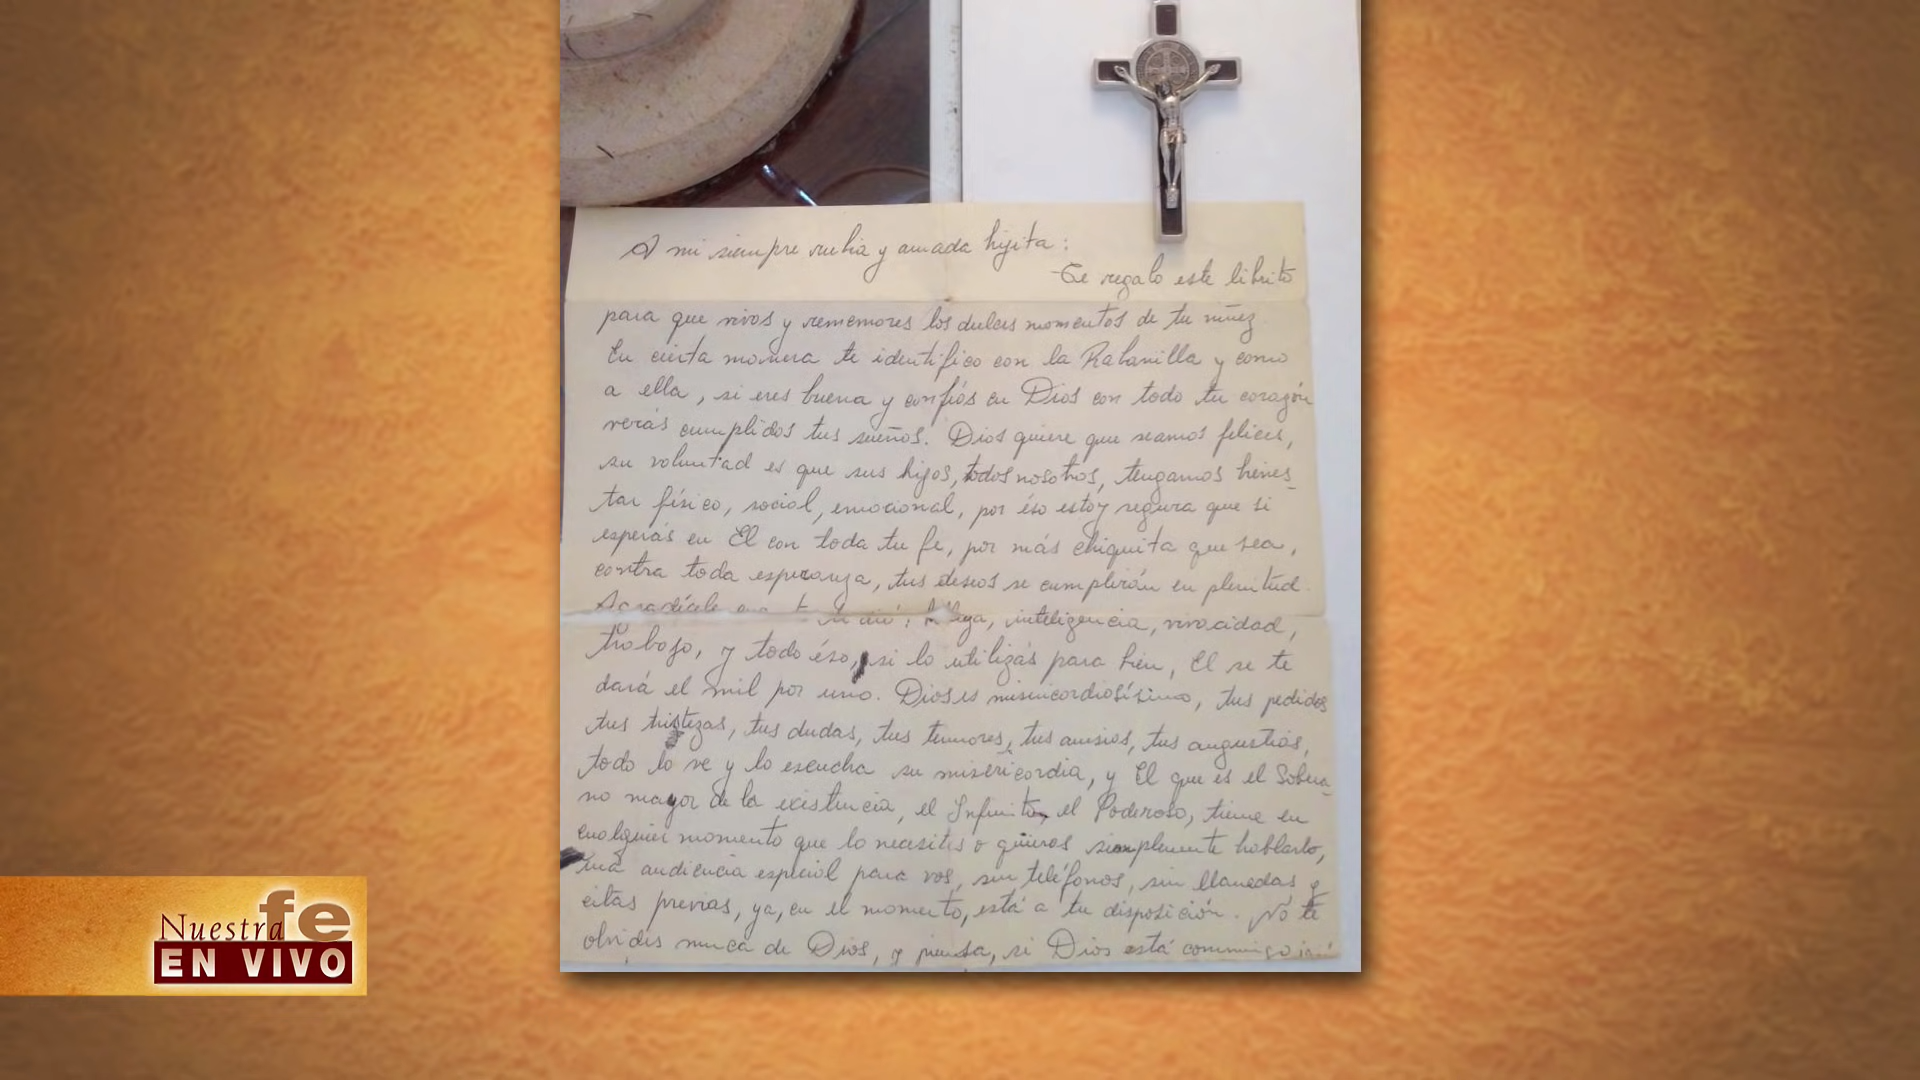 A mi siempre rubia y amada hijita:
Te regalo este librito
para que vivas y rememores los dulces momentos de tu niñez
En cierta manera te identifico con la Rabanilla y como
a ella, si eres buena y confiás en Dios con todo tu corazón
verás cumplidos tus sueños. Dios quiere que seamos felices,
su voluntad es que sus hijos, todos nosotros, tengamos bienes_
tar físico, social, emocional, por éso estoy segura que si
esperás en El con toda tu fe, por más chiquita que sea,
contra toda esperanza, tus deseos se cumplirán en plenitud.
inteligencia, vivacidad,
trabajo, y todo éso, si lo utilizás para bien, El se te
dará el mil por uno. Dios es misericordiosísimo, tus pedidos
tus tristezas, tus dudas, tus temores, tus ansias, tus angustias,
todo lo ve y lo escucha su misericordia, y El que es el Sobera_
no mayor de la existencia, el Infinito, el Poderoso, tiene en
cualquier momento que lo necesites o quieras simplemente hablarlo,
una audiencia especial para vos, sin teléfonos, sin llamadas y
citas previas, ya, en el momento, está a tu disposición. No te
olvides nunca de Dios, y piensa, si Dios está conmigo
Nuestra fe
EN VIVO